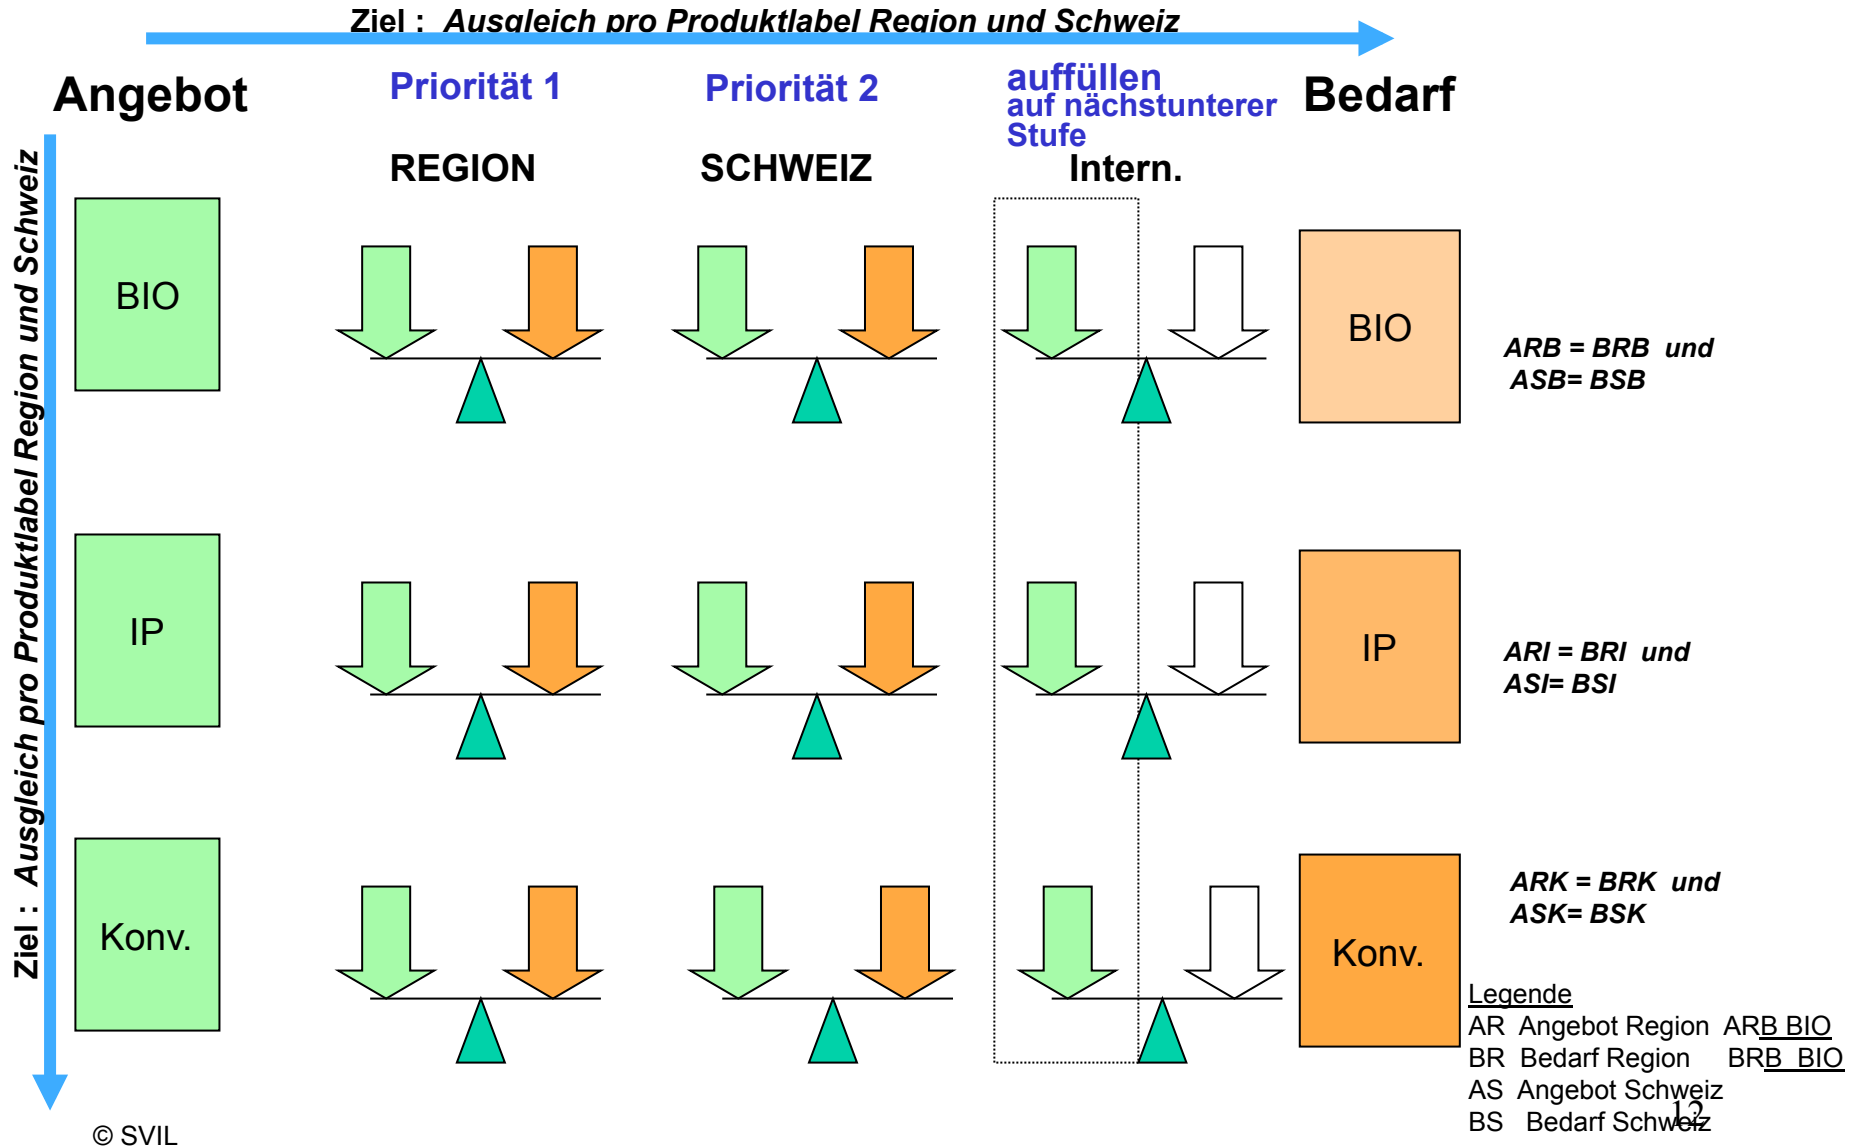 Ziel : Ausgleich pro Produktlabel Region und Schweiz
Angebot
Priorität 1
Priorität 2
auffüllen
auf nächstunterer
Stufe
Bedarf
REGION
SCHWEIZ
Intern.
Ziel : Ausgleich pro Produktlabel Region und Schweiz
BIO
BIO
ARB = BRB und
ASB= BSB
IP
IP
ARI = BRI und
ASI= BSI
Konv.
Konv.
ARK = BRK und
ASK= BSK
Legende
AR Angebot Region ARB BIO
BR Bedarf Region BRB BIO
AS Angebot Schweiz
BS Bedarf Schweiz
12
© SVIL